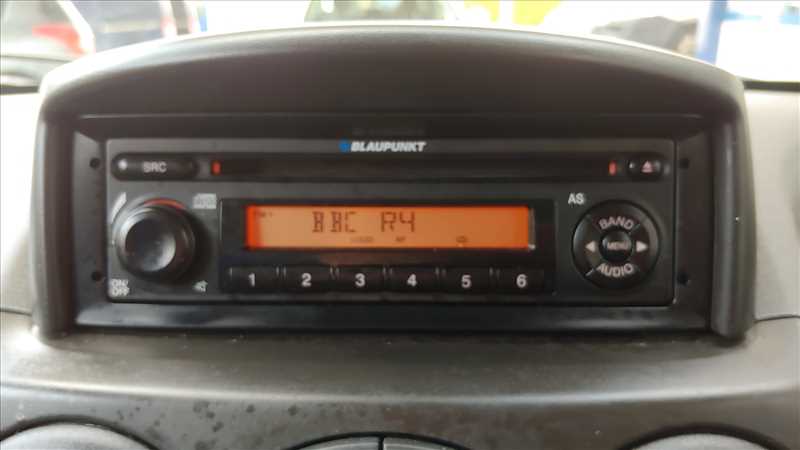 BLAUPUNKT
SRC
AS
BBC R4
BAND
MENU
AUDIO
ON/
OFF
1 2 3 4 5 6